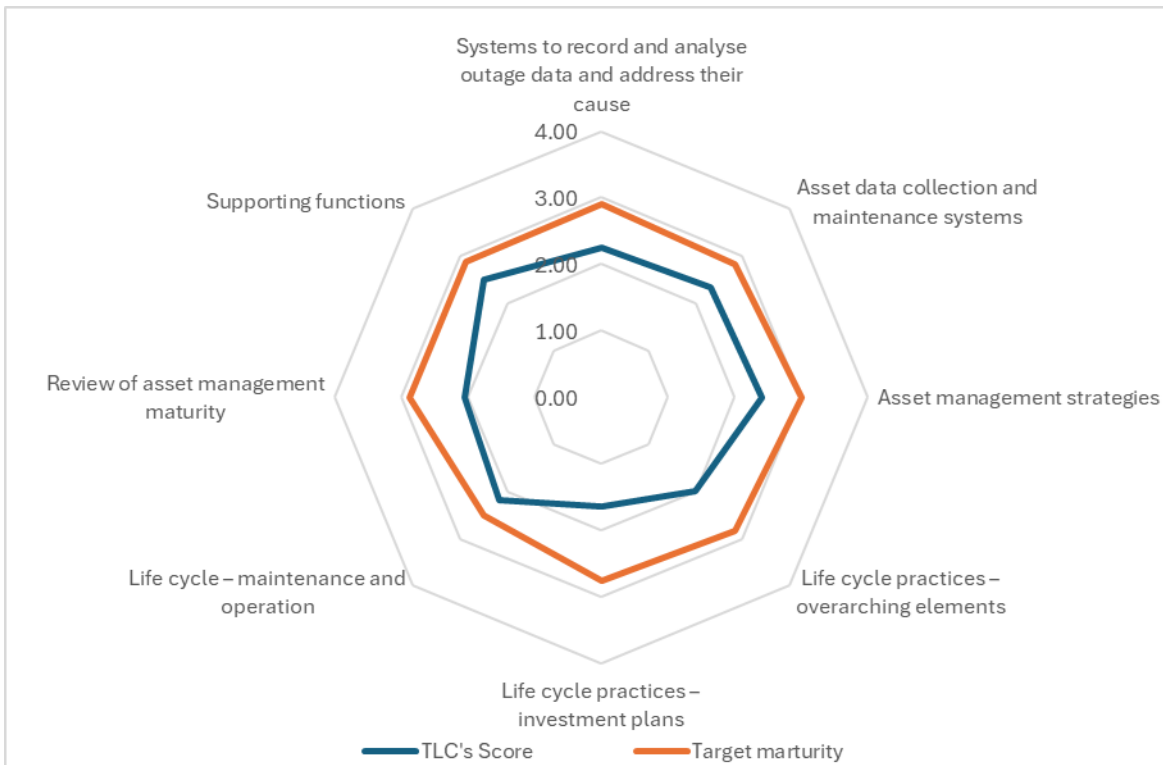 Systems to record and analyse
outage data and address their
cause
4.00
3.00
2.00
1.00
0.00
Asset data collection and
maintenance systems
Asset management strategies
Life cycle practices –
overarching elements
Life cycle practices –
investment plans
Life cycle – maintenance and
operation
Review of asset management
maturity
Supporting functions
TLC's Score
Target marturity